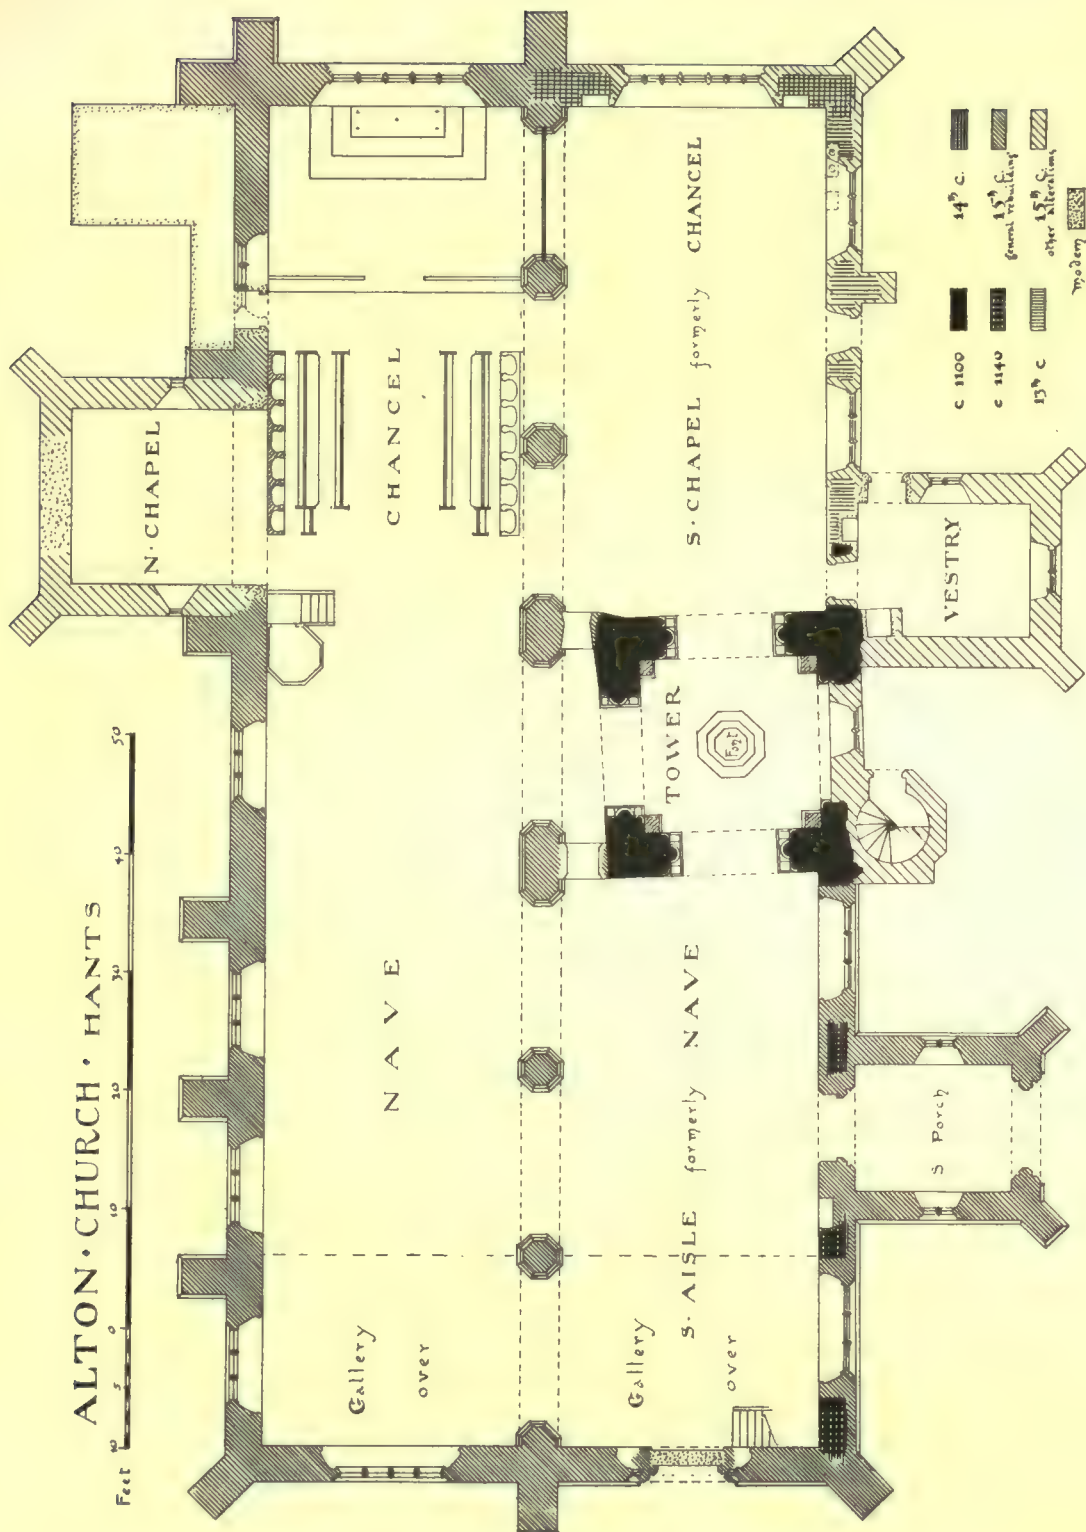 ALTON · CHURCH · HANTS
Feet 10 5 0 10 20 30 40 50
N · CHAPEL
CHANCEL
NAVE
S · CHAPEL formerly CHANCEL
TOWER
Font
S · AISLE formerly NAVE
Gallery
over
Gallery
over
VESTRY
S Porch
c 1100
c 1140
13th c
14th c.
15th c.
general rebuilding
15th c.
other alterations
modern